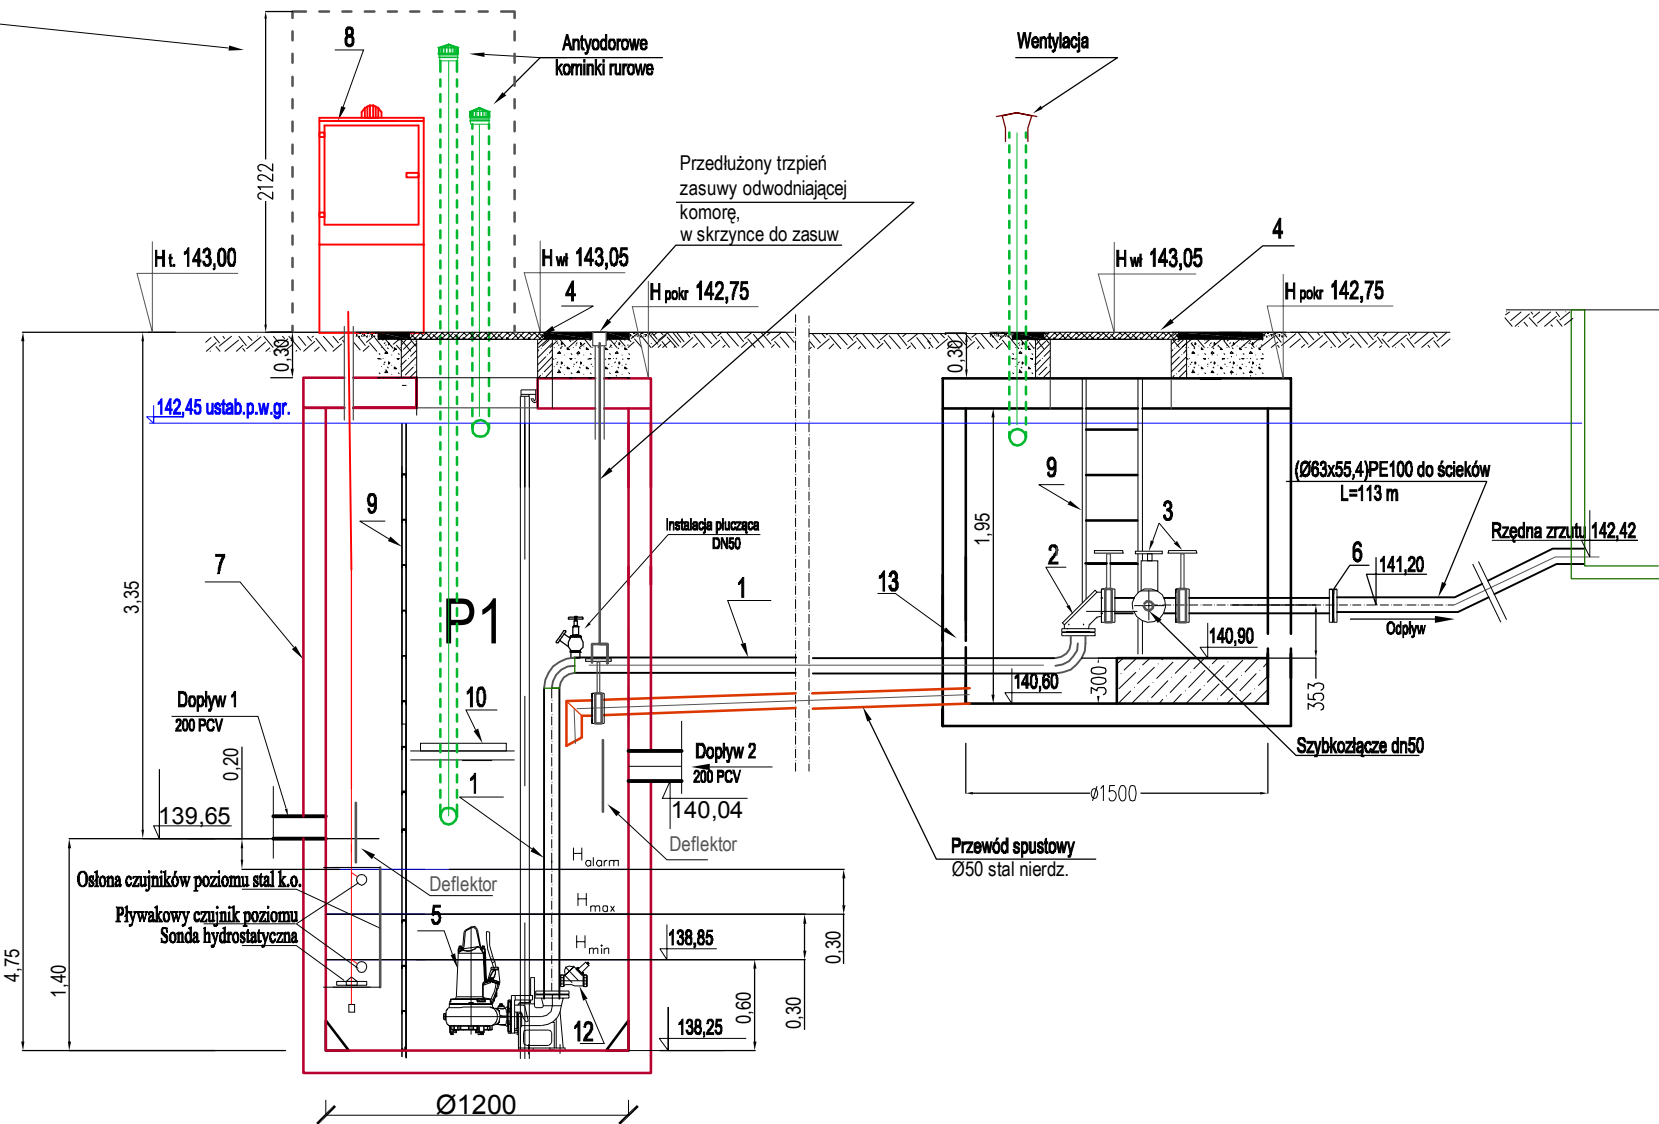 8
Antyodorowe
kominki rurowe
Wentylacja
2122
Przedłużony trzpień
zasuwy odwodniającej
komorę,
w skrzynce do zasuw
Ht. 143,00
Hwł 143,05
4
H pokr 142,75
Hwł 143,05
4
H pokr 142,75
0,30
0,30
142,45 ustab.p.w.gr.
9
Instalacja płucząca
DN50
1,95
9
3
(Ø63x55,4)PE100 do ścieków
L=113 m
Rzędna zrzutu 142,42
7
3,35
P1
1
13
2
6
141,20
Odpływ
140,90
140,60
300
353
Dopływ 1
200 PCV
10
0,20
Dopływ 2
200 PCV
Szybkozłącze dn50
1
139,65
140,04
ø1500
Deflektor
Przewód spustowy
Ø50 stal nierdz.
Halarm
Osłona czujników poziomu stal k.o.
Deflektor
Pływakowy czujnik poziomu
5
Hmax
Sonda hydrostatyczna
Hmin
138,85
0,30
4,75
1,40
0,60
0,30
12
138,25
Ø1200